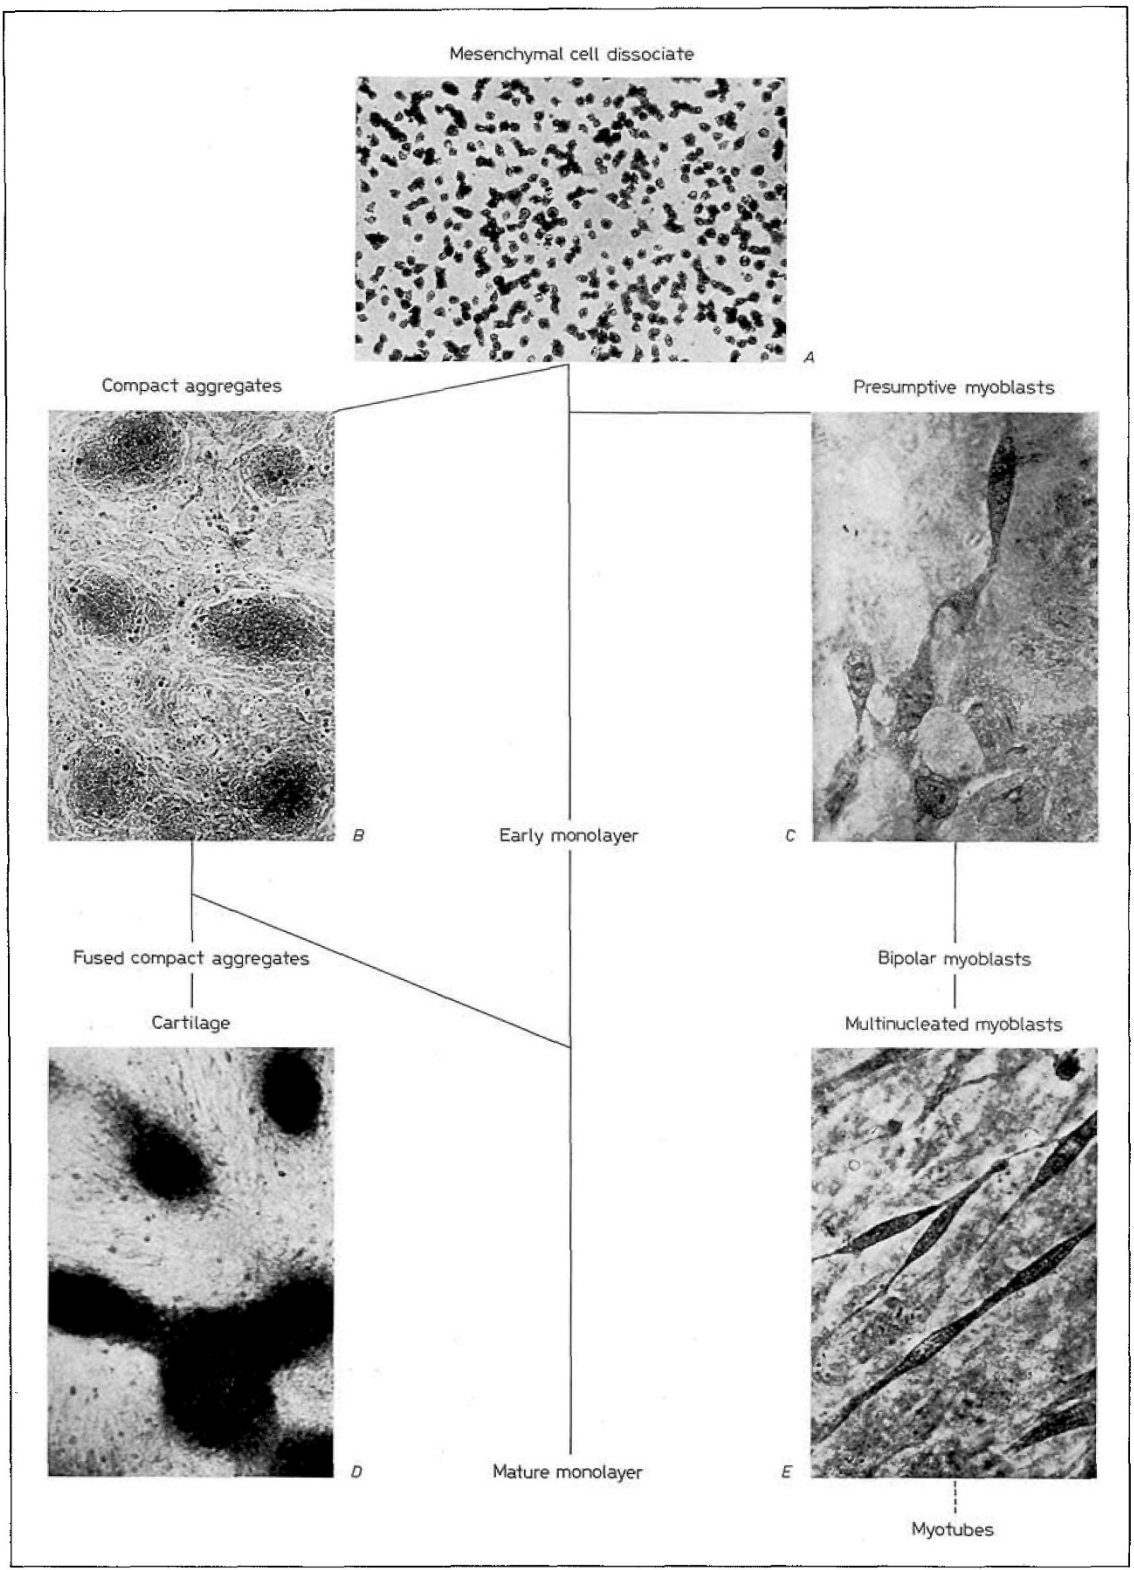 Mesenchymal cell dissociate
A
Compact aggregates
Presumptive myoblasts
B
Early monolayer
C
Fused compact aggregates
Bipolar myoblasts
Cartilage
Multinucleated myoblasts
D
Mature monolayer
E
Myotubes